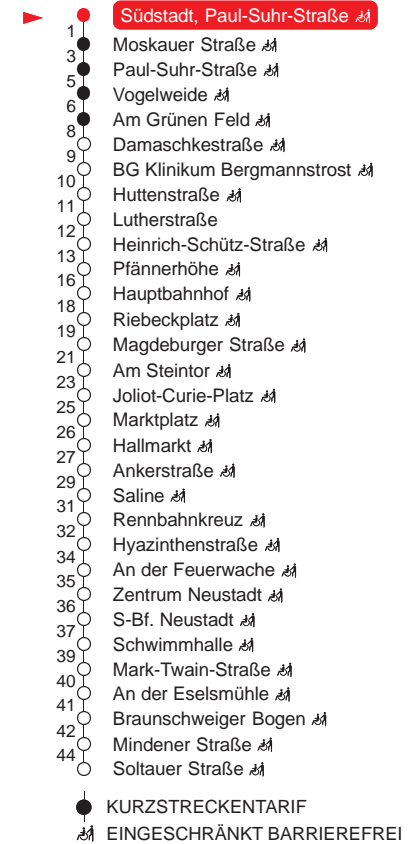 Südstadt, Paul-Suhr-Straße
1 Moskauer Straße
3 Paul-Suhr-Straße
5 Vogelweide
6 Am Grünen Feld
8 Damaschkestraße
9 BG Klinikum Bergmannstrost
10 Huttenstraße
11 Lutherstraße
12 Heinrich-Schütz-Straße
13 Pfännerhöhe
16 Hauptbahnhof
18 Riebeckplatz
19 Magdeburger Straße
21 Am Steintor
23 Joliot-Curie-Platz
25 Marktplatz
26 Hallmarkt
27 Ankerstraße
29 Saline
31 Rennbahnkreuz
32 Hyazinthenstraße
34 An der Feuerwache
35 Zentrum Neustadt
36 S-Bf. Neustadt
37 Schwimmhalle
39 Mark-Twain-Straße
40 An der Eselsmühle
41 Braunschweiger Bogen
42 Mindener Straße
44 Soltauer Straße
KURZSTRECKENTARIF
EINGESCHRÄNKT BARRIEREFREI